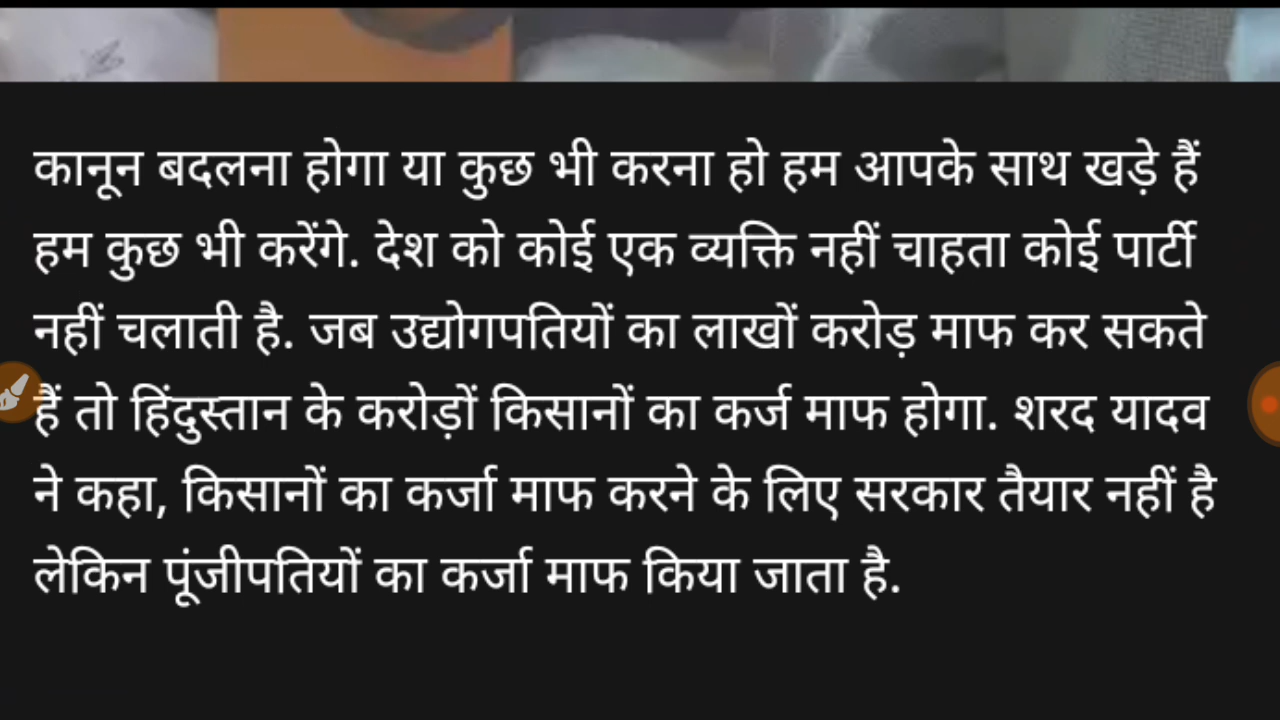 कानून बदलना होगा या कुछ भी करना हो हम आपके साथ खड़े हैं
हम कुछ भी करेंगे. देश को कोई एक व्यक्ति नहीं चाहता कोई पार्टी
नहीं चलाती है. जब उद्योगपतियों का लाखों करोड़ माफ कर सकते
हैं तो हिंदुस्तान के करोड़ों किसानों का कर्ज माफ होगा. शरद यादव
ने कहा, किसानों का कर्जा माफ करने के लिए सरकार तैयार नहीं है
लेकिन पूंजीपतियों का कर्जा माफ किया जाता है.